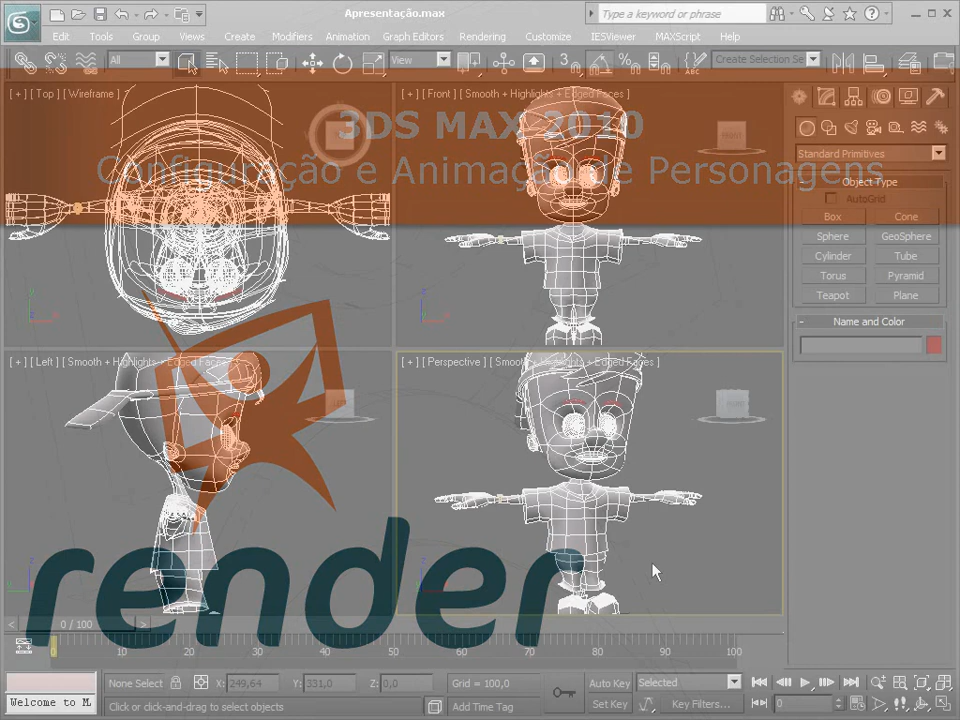 Apresentação.max
Type a keyword or phrase
Edit Tools Group Views Create Modifiers Animation Graph Editors Rendering Customize IESViewer MAXScript Help
All View 3 Create Selection Se
[ + ] [ Top ] [ Wireframe ]
[ + ] [ Front ] [ Smooth + Highlights + Edged Faces ]
3DS MAX 2010
Configuração e Animação de Personagens
Standard Primitives
- Object Type
AutoGrid
Box Cone
Sphere GeoSphere
Cylinder Tube
Torus Pyramid
Teapot Plane
- Name and Color
[ + ] [ Left ] [ Smooth + Highlights + Edged Faces ]
[ + ] [ Perspective ] [ Smooth + Highlights + Edged Faces ]
render
< 0 / 100 >
0 10 20 30 40 50 60 70 80 90 100
None Select X: 249,64 Y: 331,0 Z: 0,0 Grid = 100,0 Auto Key Selected
Welcome to M
Click or click-and-drag to select objects Add Time Tag Set Key Key Filters... 0